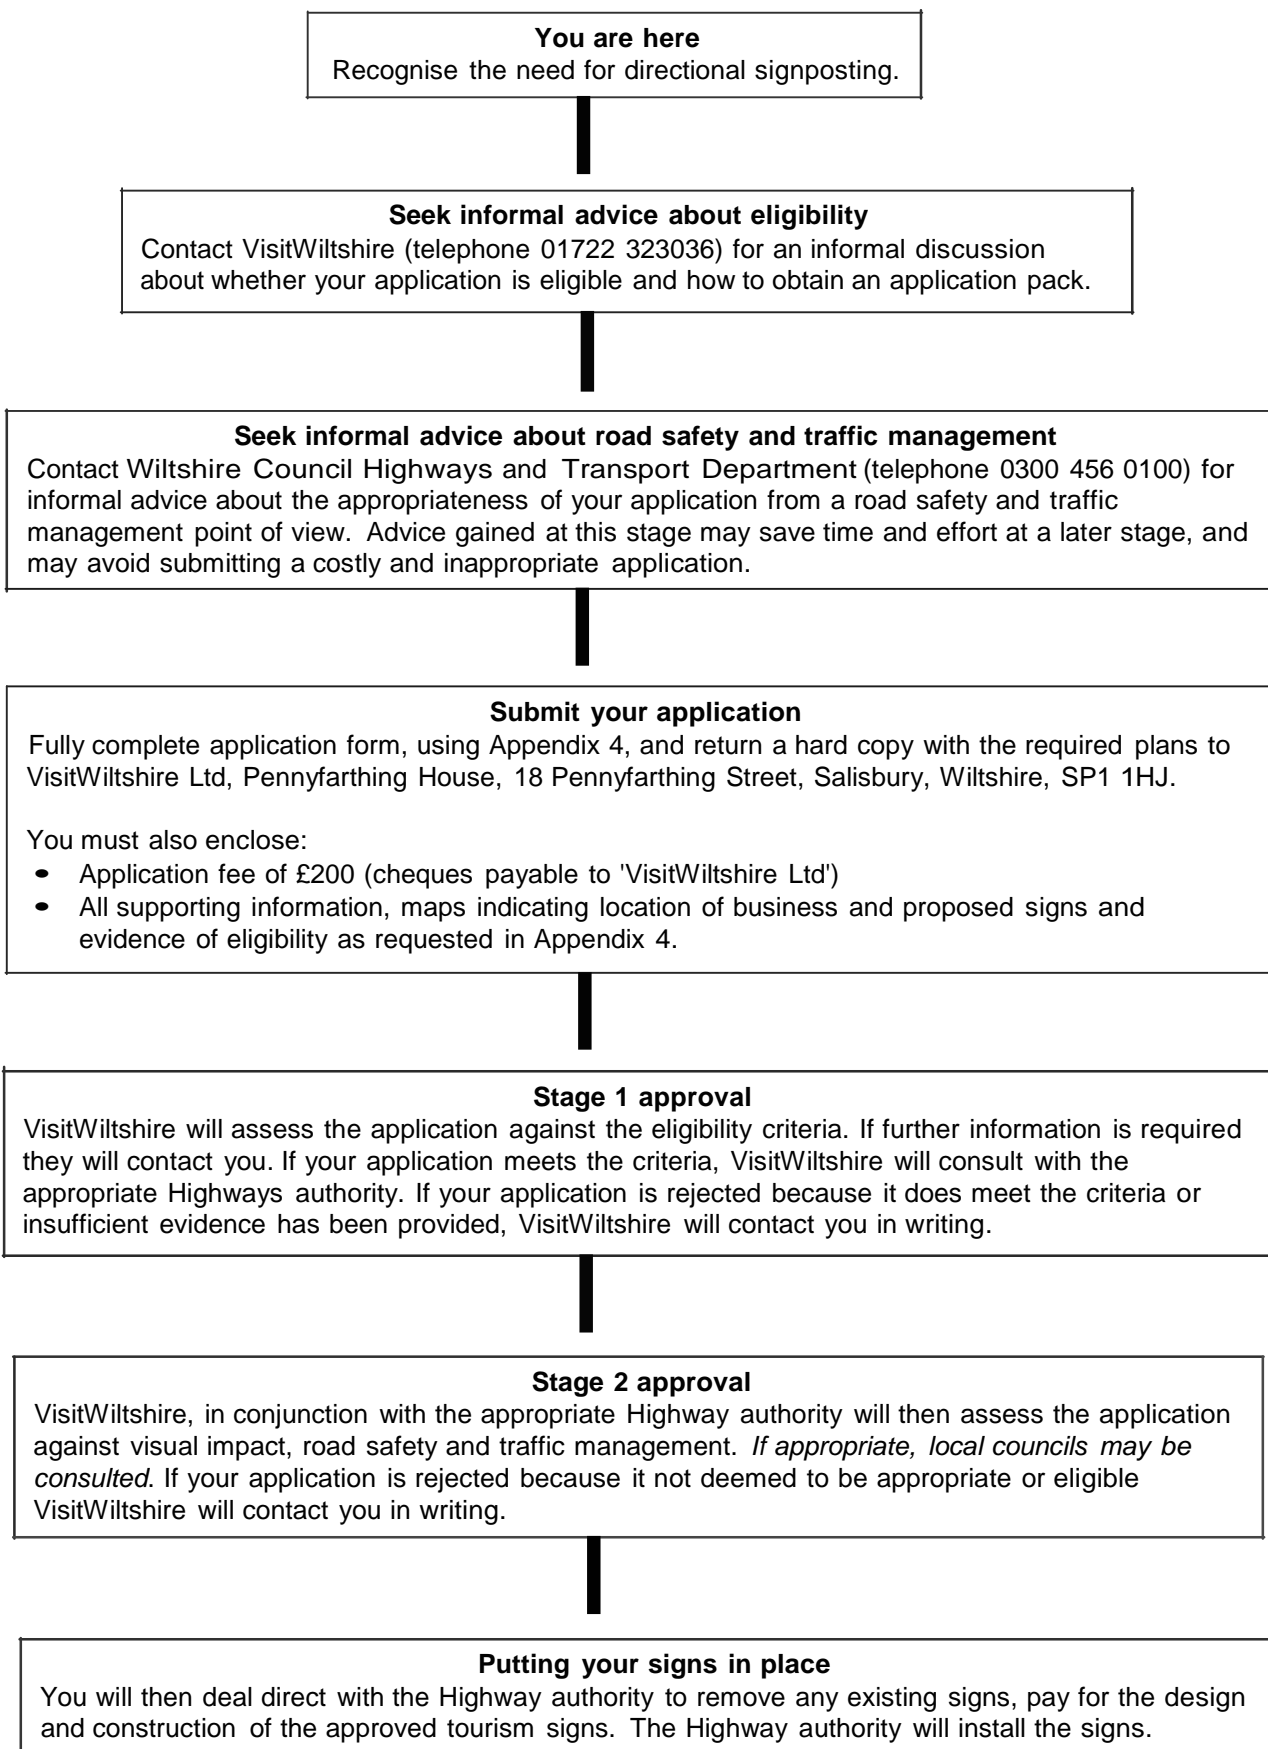 You are here
Recognise the need for directional signposting.
Seek informal advice about eligibility
Contact VisitWiltshire (telephone 01722 323036) for an informal discussion
about whether your application is eligible and how to obtain an application pack.
Seek informal advice about road safety and traffic management
Contact Wiltshire Council Highways and Transport Department (telephone 0300 456 0100) for
informal advice about the appropriateness of your application from a road safety and traffic
management point of view. Advice gained at this stage may save time and effort at a later stage, and
may avoid submitting a costly and inappropriate application.
Submit your application
Fully complete application form, using Appendix 4, and return a hard copy with the required plans to
VisitWiltshire Ltd, Pennyfarthing House, 18 Pennyfarthing Street, Salisbury, Wiltshire, SP1 1HJ.
You must also enclose:
• Application fee of £200 (cheques payable to 'VisitWiltshire Ltd')
• All supporting information, maps indicating location of business and proposed signs and
evidence of eligibility as requested in Appendix 4.
Stage 1 approval
VisitWiltshire will assess the application against the eligibility criteria. If further information is required
they will contact you. If your application meets the criteria, VisitWiltshire will consult with the
appropriate Highways authority. If your application is rejected because it does meet the criteria or
insufficient evidence has been provided, VisitWiltshire will contact you in writing.
Stage 2 approval
VisitWiltshire, in conjunction with the appropriate Highway authority will then assess the application
against visual impact, road safety and traffic management. If appropriate, local councils may be
consulted. If your application is rejected because it not deemed to be appropriate or eligible
VisitWiltshire will contact you in writing.
Putting your signs in place
You will then deal direct with the Highway authority to remove any existing signs, pay for the design
and construction of the approved tourism signs. The Highway authority will install the signs.